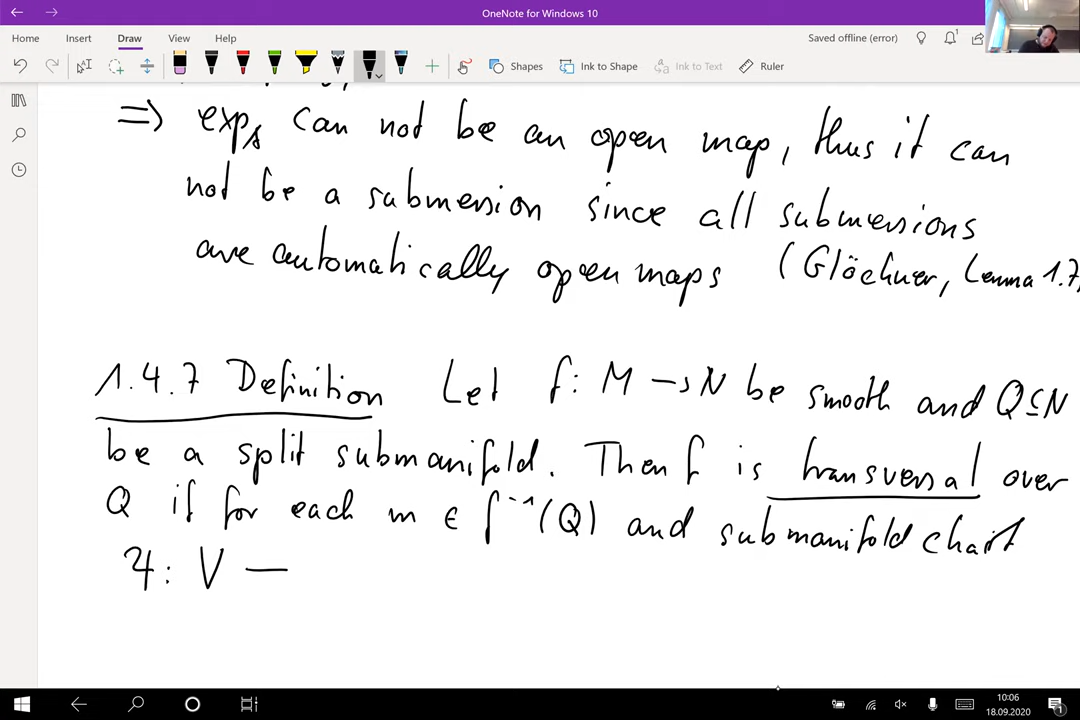 OneNote for Windows 10
Home Insert Draw View Help Saved offline (error)
Shapes Ink to Shape Ink to Text Ruler
=> exp can not be an open map, thus it can
not be a submersion since all submersions
are automatically open maps (Glöckner, Lemma 1.7)
1.4.7 Definition Let f: M → N be smooth and Q ⊆ N
be a split submanifold. Then f is transversal over
Q if for each m ∈ f⁻¹(Q) and submanifold chart
ψ: V —
10:06
18.09.2020
1